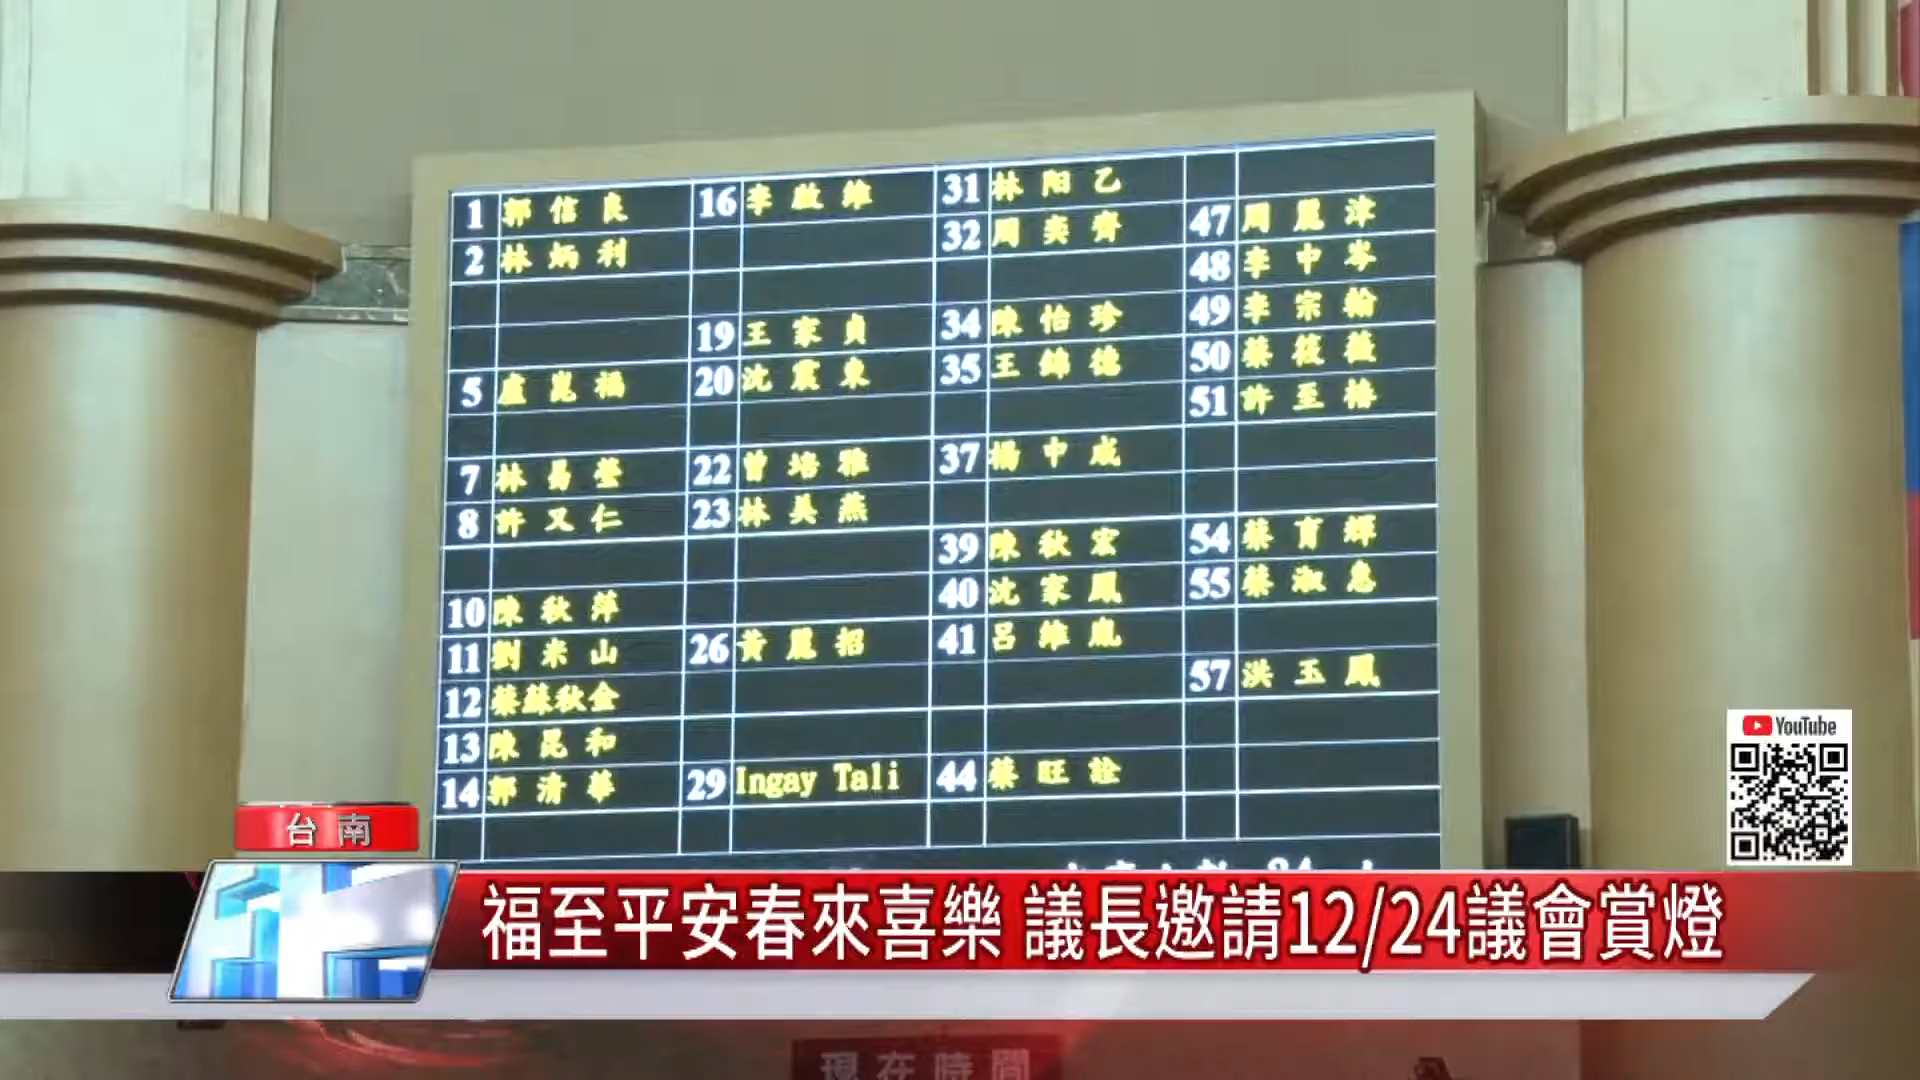 1 郭信良
2 林炳利
5 盧崑福
7 林易瑩
8 許又仁
10 陳秋萍
11 劉米山
12 蔡蘇秋金
13 陳昆和
14 郭清華
16 李啟維
19 王家貞
20 沈震東
22 曾培雅
23 林美燕
26 黃麗招
29 Ingay Tali
31 林阳乙
32 周奕齊
34 陳怡珍
35 王錦德
37 楊中成
39 陳秋宏
40 沈家鳳
41 呂維胤
44 蔡旺詮
47 周麗津
48 李中岑
49 李宗翰
50 蔡筱薇
51 許至椿
54 蔡育輝
55 蔡淑惠
57 洪玉鳳
YouTube
台南
福至平安春來喜樂 議長邀請12/24議會賞燈
現在時間